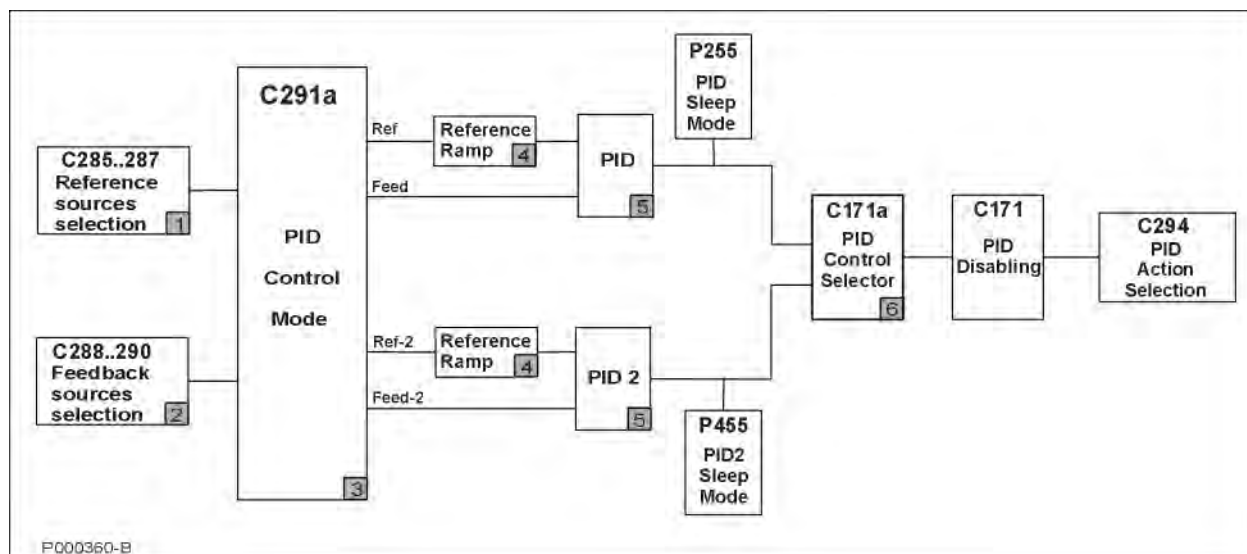 P255
PID
Sleep
Mode
C291a
PID
Control
Mode
3
C285..287
Reference
sources
selection
1
C288..290
Feedback
sources
selection
2
Ref
Reference
Ramp
4
Feed
PID
5
Ref-2
Reference
Ramp
4
Feed-2
PID 2
5
P455
PID2
Sleep
Mode
C171a
PID
Control
Selector
6
C171
PID
Disabling
C294
PID
Action
Selection
P000360-B